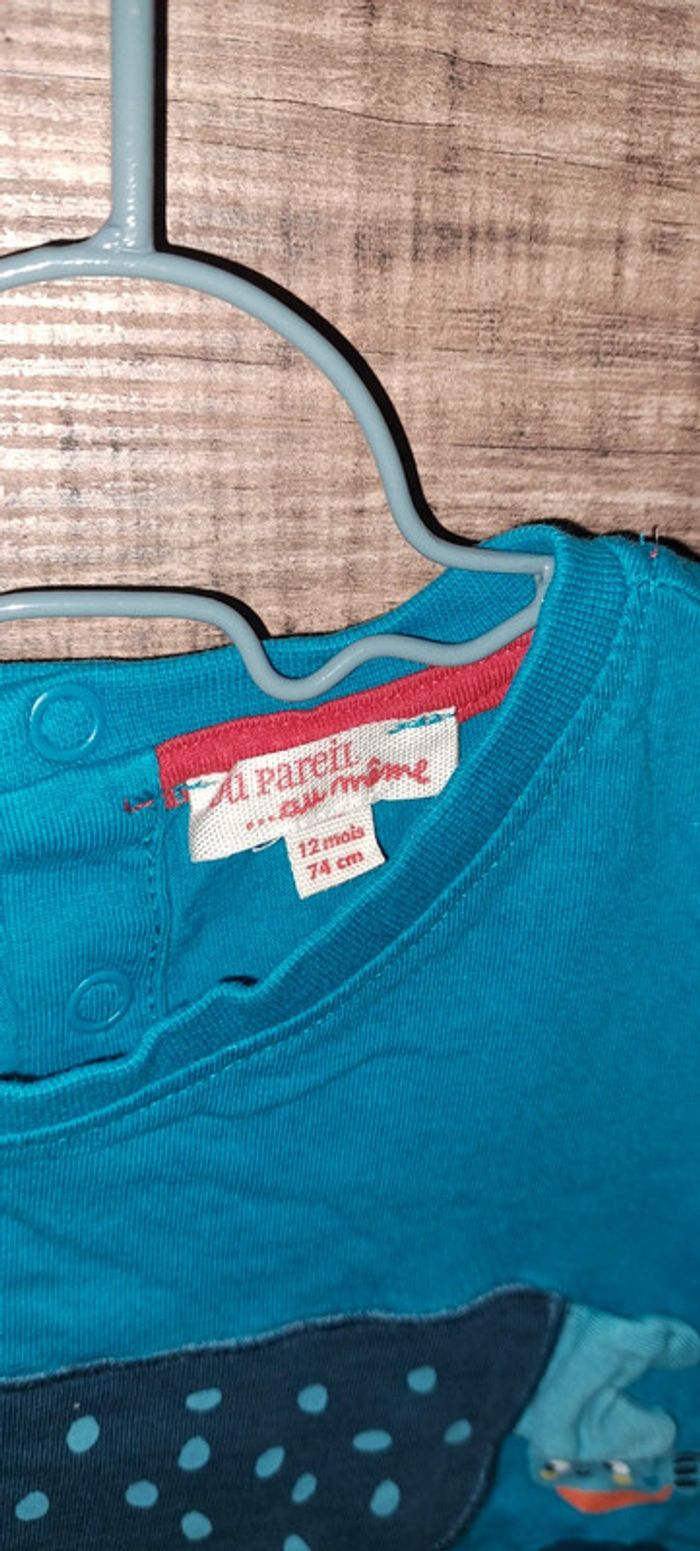 Du Pareil
...au même
12 mois
74 cm